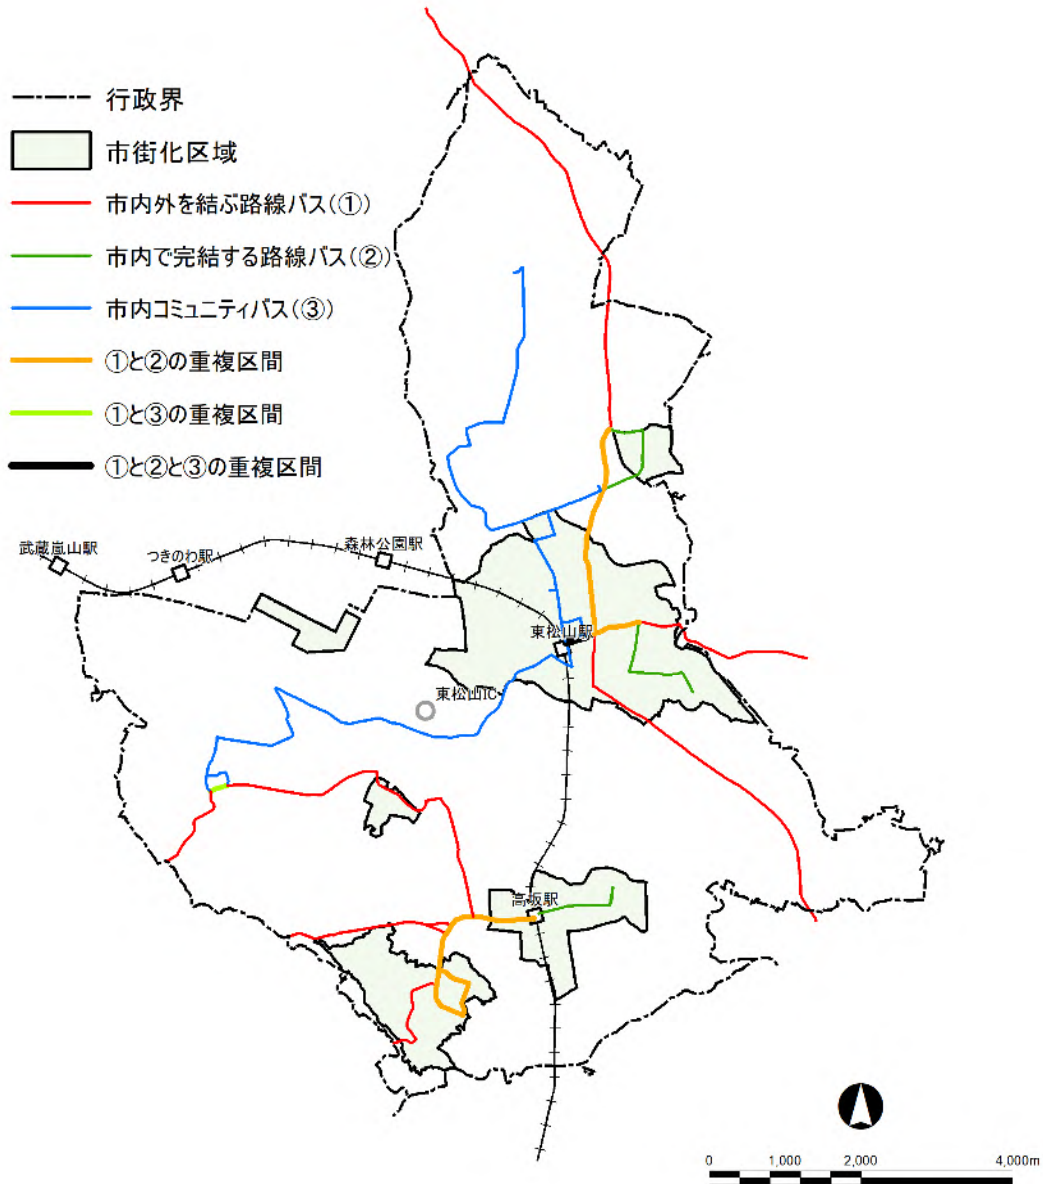 行政界
市街化区域
市内外を結ぶ路線バス(①)
市内で完結する路線バス(②)
市内コミュニティバス(③)
①と②の重複区間
①と③の重複区間
①と②と③の重複区間
武蔵嵐山駅
つきのわ駅
森林公園駅
東松山駅
東松山IC
高坂駅
0 1,000 2,000 4,000m